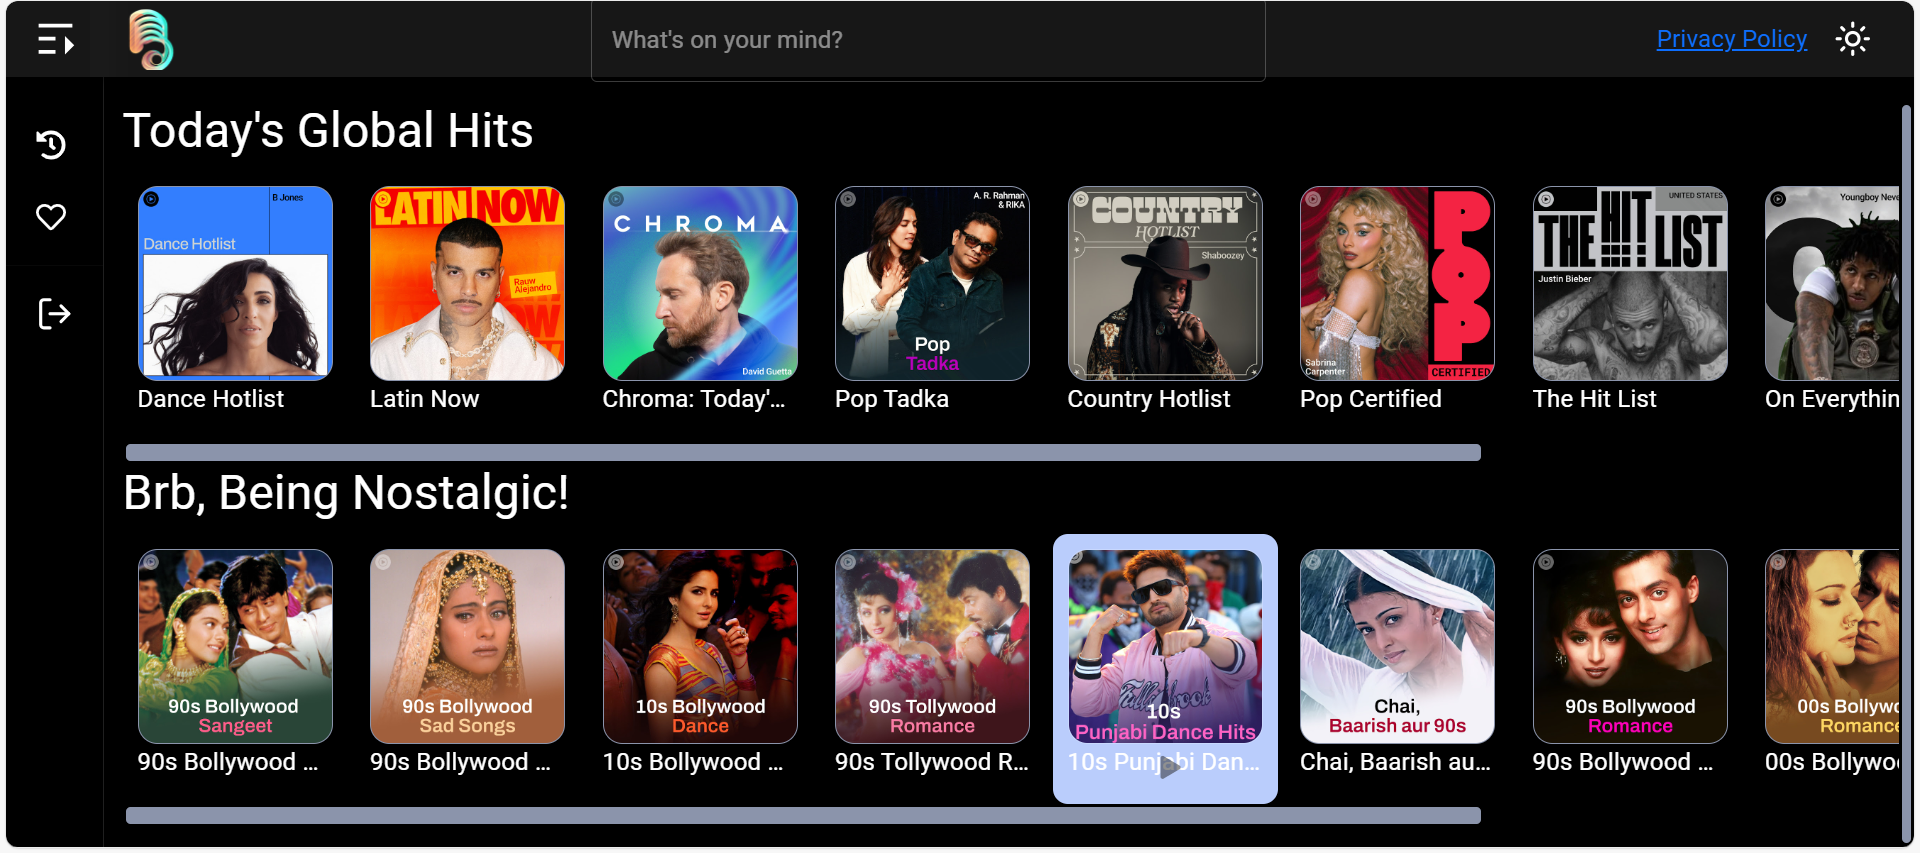 What's on your mind?
Privacy Policy
Today's Global Hits
B Jones
Dance Hotlist
LATIN NOW
Rauw
Alejandro
CHROMA
David Guetta
A. R. Rahman
& RIKA
Pop
Tadka
COUNTRY
HOTLIST
Shaboozey
POP
Sabrina
Carpenter
CERTIFIED
UNITED STATES
THE HIT LIST
Justin Bieber
Youngboy Neve
Dance Hotlist
Latin Now
Chroma: Today'...
Pop Tadka
Country Hotlist
Pop Certified
The Hit List
On Everythin
Brb, Being Nostalgic!
90s Bollywood
Sangeet
90s Bollywood
Sad Songs
10s Bollywood
Dance
90s Tollywood
Romance
10s
Punjabi Dance Hits
Chai,
Baarish aur 90s
90s Bollywood
Romance
00s Bollyw
Romance
90s Bollywood ...
90s Bollywood ...
10s Bollywood ...
90s Tollywood R...
10s Punjabi Dan...
Chai, Baarish au...
90s Bollywood ...
00s Bollywo